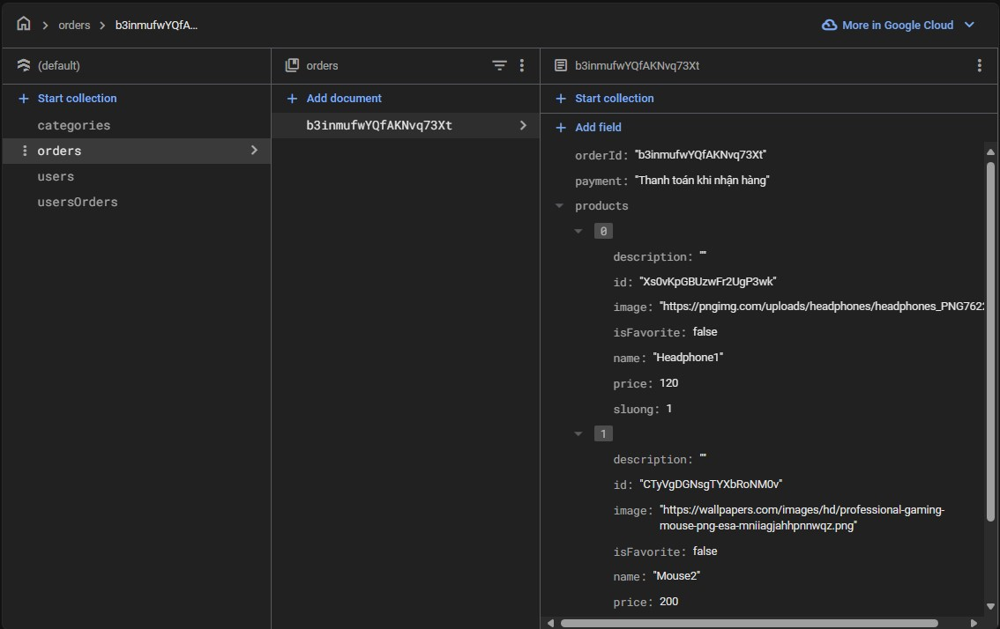 orders
b3inmufwYQfA...
More in Google Cloud
(default)
orders
b3inmufwYQfAKNvq73Xt
Start collection
categories
orders
users
usersOrders
Add document
b3inmufwYQfAKNvq73Xt
Start collection
Add field
orderId: "b3inmufwYQfAKNvq73Xt"
payment: "Thanh toán khi nhận hàng"
products
0
description: ""
id: "Xs0vKpGBUzwFr2UgP3wk"
image: "https://pngimg.com/uploads/headphones/headphones_PNG762
isFavorite: false
name: "Headphone1"
price: 120
sluong: 1
1
description: ""
id: "CTyVgDGNsgTYXbRoNM0v"
image: "https://wallpapers.com/images/hd/professional-gaming-
mouse-png-esa-mniiagjahhpnnwqz.png"
isFavorite: false
name: "Mouse2"
price: 200